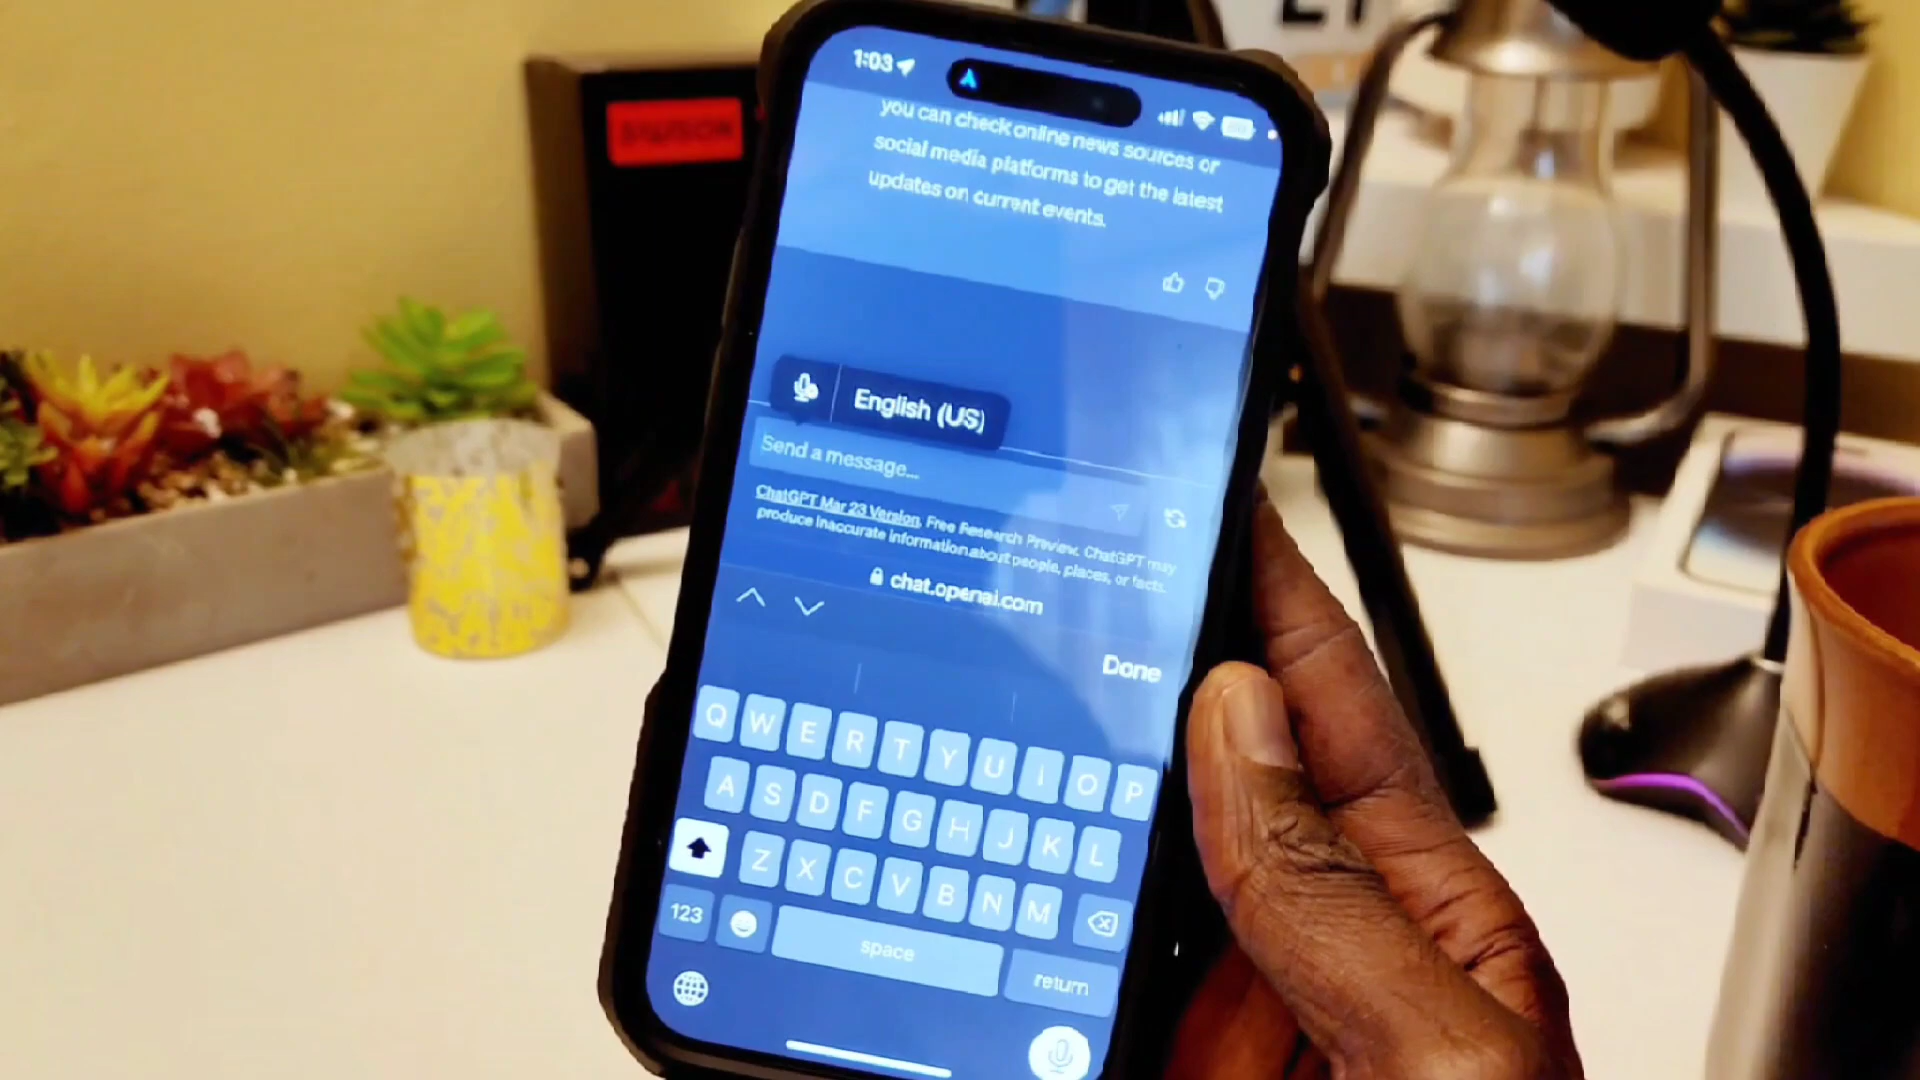 1:03
you can check online news sources or
social media platforms to get the latest
updates on current events.
English (US)
Send a message...
ChatGPT Mar 23 Version. Free Research Preview. ChatGPT may
produce inaccurate information about people, places, or facts.
chat.openai.com
Done
Q W E R T Y U I O P
A S D F G H J K L
Z X C V B N M
123 space return